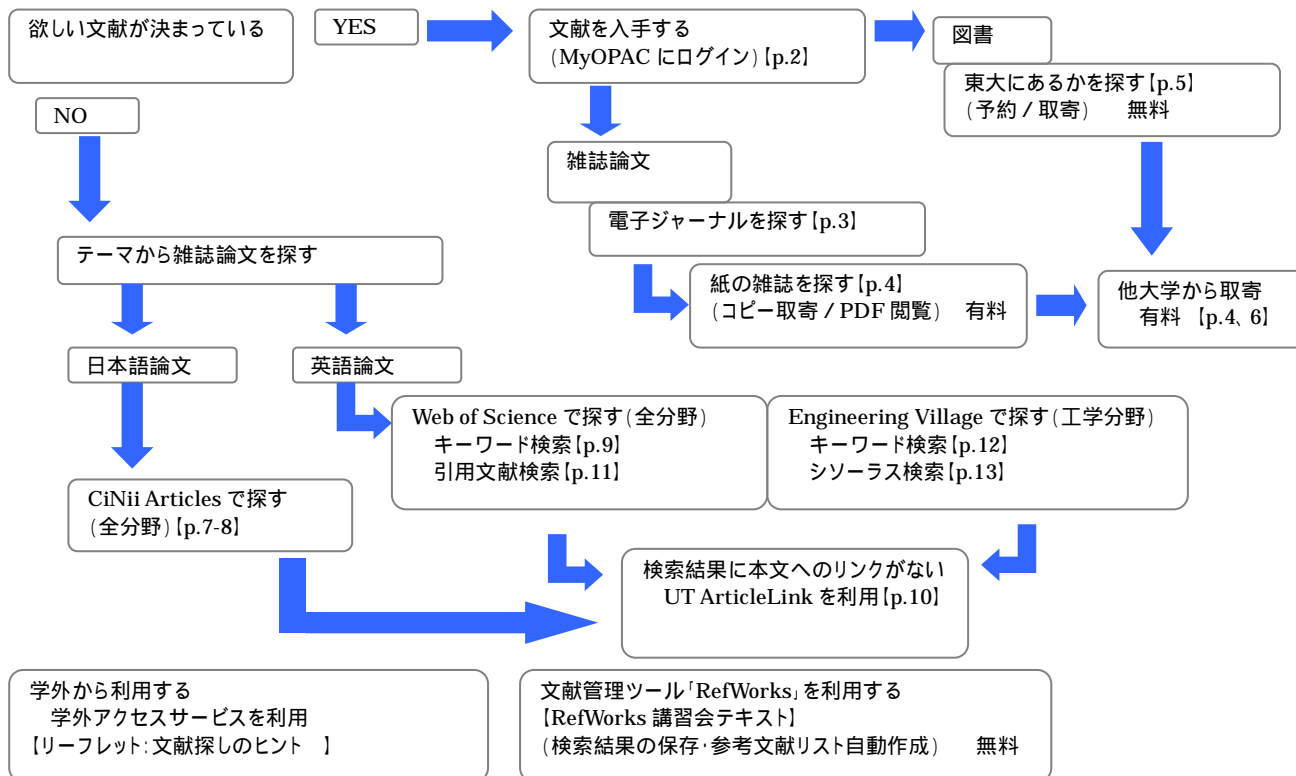 欲しい文献が決まっている
YES
文献を入手する
(MyOPAC にログイン)【p.2】
図書
東大にあるかを探す【p.5】
(予約 / 取寄)　無料
NO
雑誌論文
電子ジャーナルを探す【p.3】
テーマから雑誌論文を探す
紙の雑誌を探す【p.4】
(コピー取寄 / PDF 閲覧)　有料
他大学から取寄
有料 【p.4、6】
日本語論文
英語論文
Web of Science で探す(全分野)
キーワード検索【p.9】
引用文献検索【p.11】
Engineering Village で探す(工学分野)
キーワード検索【p.12】
シソーラス検索【p.13】
CiNii Articles で探す
(全分野)【p.7-8】
検索結果に本文へのリンクがない
UT ArticleLink を利用【p.10】
学外から利用する
学外アクセスサービスを利用
【リーフレット:文献探しのヒント　】
文献管理ツール「RefWorks」を利用する
【RefWorks 講習会テキスト】
(検索結果の保存・参考文献リスト自動作成)　無料